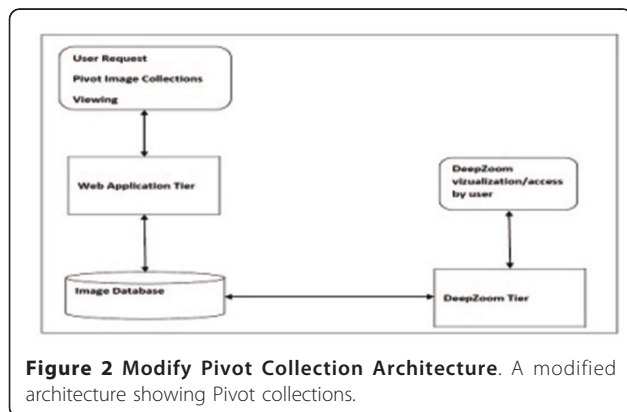 User Request
Pivot Image Collections
Viewing
Web Application Tier
Image Database
DeepZoom
vizualization/access
by user
DeepZoom Tier
Figure 2 Modify Pivot Collection Architecture. A modified
architecture showing Pivot collections.